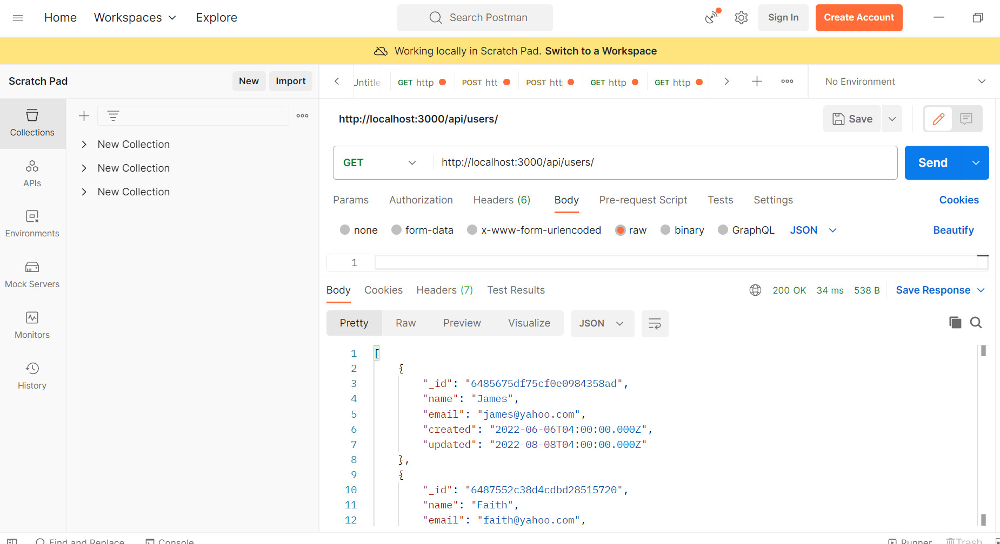 Home Workspaces Explore Search Postman Sign In Create Account
Working locally in Scratch Pad. Switch to a Workspace
Scratch Pad New Import GET http POST htt POST htt GET http GET http No Environment
http://localhost:3000/api/users/ Save
Collections
New Collection
New Collection
New Collection
APIs
Environments
Mock Servers
Monitors
History
GET http://localhost:3000/api/users/ Send
Params Authorization Headers (6) Body Pre-request Script Tests Settings Cookies
none form-data x-www-form-urlencoded raw binary GraphQL JSON Beautify
1
Body Cookies Headers (7) Test Results 200 OK 34 ms 538 B Save Response
Pretty Raw Preview Visualize JSON
1 [
2 {
3 "_id": "6485675df75cf0e0984358ad",
4 "name": "James",
5 "email": "james@yahoo.com",
6 "created": "2022-06-06T04:00:00.000Z",
7 "updated": "2022-08-08T04:00:00.000Z"
8 },
9 {
10 "_id": "6487552c38d4cdbd28515720",
11 "name": "Faith",
12 "email": "faith@yahoo.com",
Find and Replace Console Runner Trash